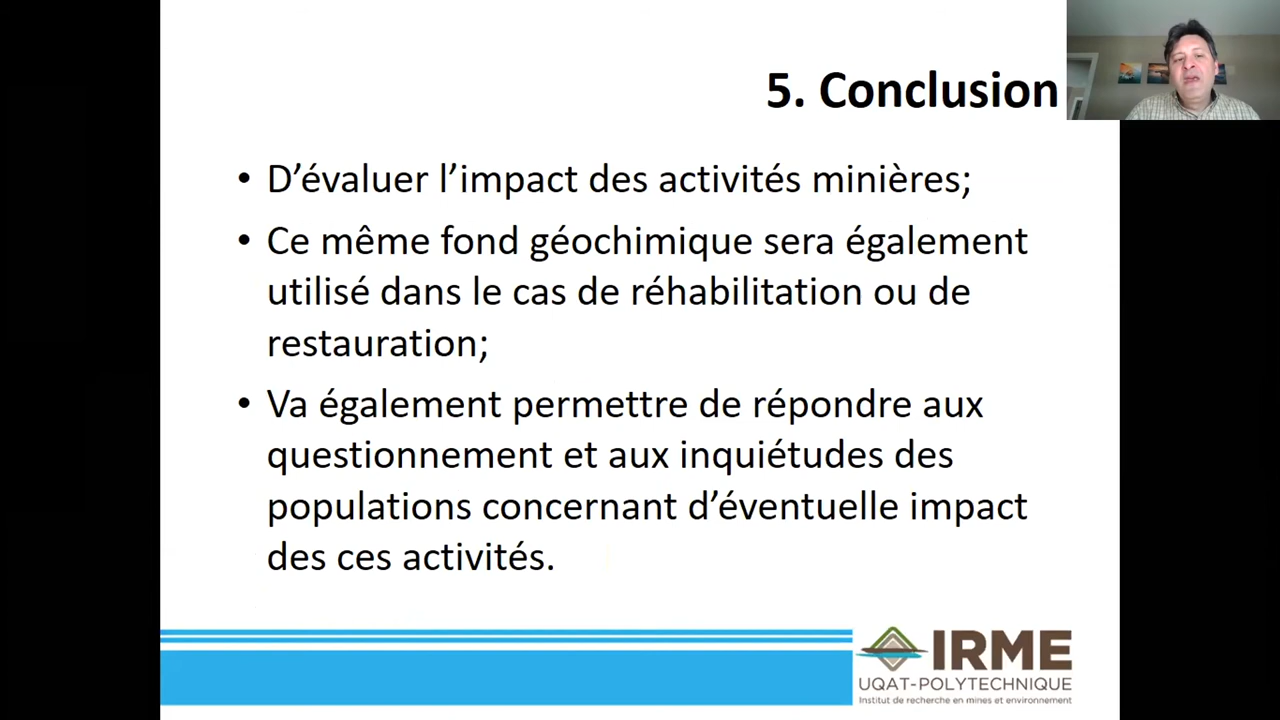 5. Conclusion
• D’évaluer l’impact des activités minières;
• Ce même fond géochimique sera également
utilisé dans le cas de réhabilitation ou de
restauration;
• Va également permettre de répondre aux
questionnement et aux inquiétudes des
populations concernant d’éventuelle impact
des ces activités.
IRME
UQAT-POLYTECHNIQUE
Institut de recherche en mines et environnement